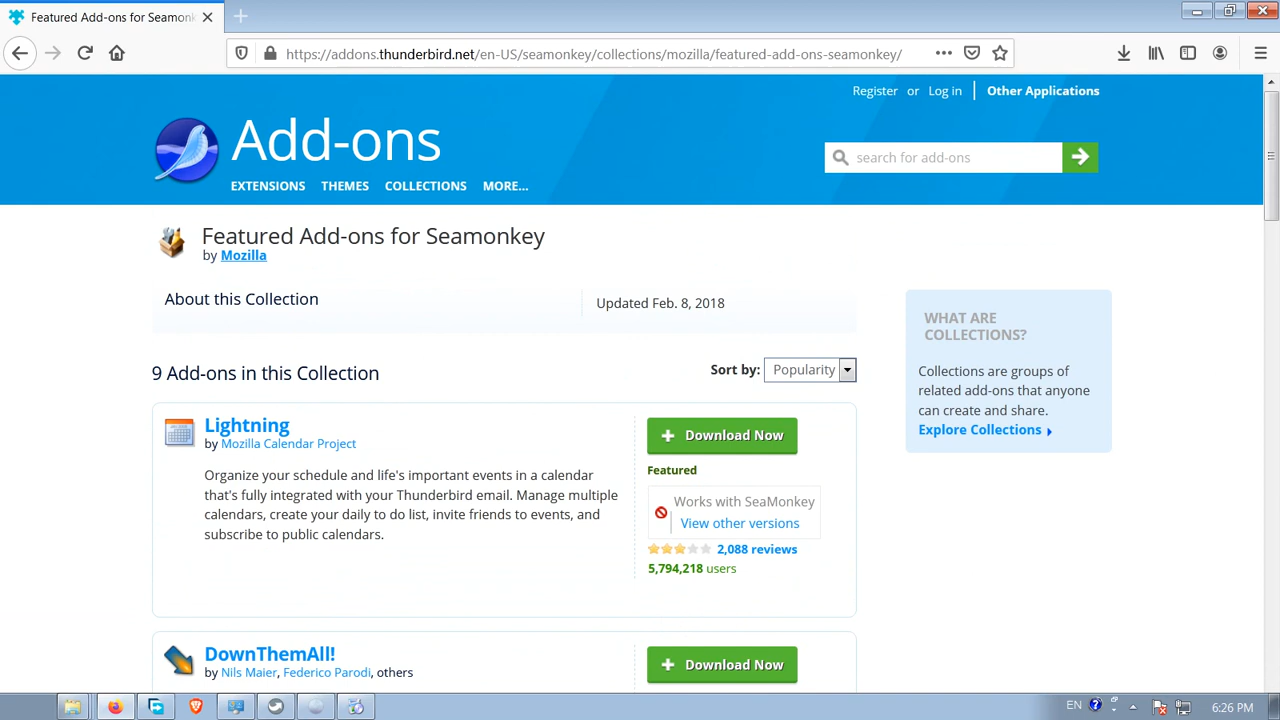 Featured Add-ons for Seamonk
https://addons.thunderbird.net/en-US/seamonkey/collections/mozilla/featured-add-ons-seamonkey/
Register or Log in Other Applications
Add-ons
search for add-ons
EXTENSIONS THEMES COLLECTIONS MORE...
Featured Add-ons for Seamonkey
by Mozilla
About this Collection
Updated Feb. 8, 2018
WHAT ARE
COLLECTIONS?
Collections are groups of
related add-ons that anyone
can create and share.
Explore Collections
9 Add-ons in this Collection
Sort by: Popularity
Lightning
by Mozilla Calendar Project
Organize your schedule and life's important events in a calendar
that's fully integrated with your Thunderbird email. Manage multiple
calendars, create your daily to do list, invite friends to events, and
subscribe to public calendars.
Download Now
Featured
Works with SeaMonkey
View other versions
2,088 reviews
5,794,218 users
DownThemAll!
by Nils Maier, Federico Parodi, others
Download Now
EN
6:26 PM